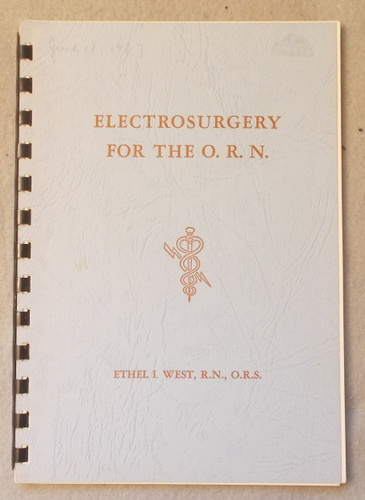 ELECTROSURGERY
FOR THE O. R. N.
ETHEL I. WEST, R.N., O.R.S.